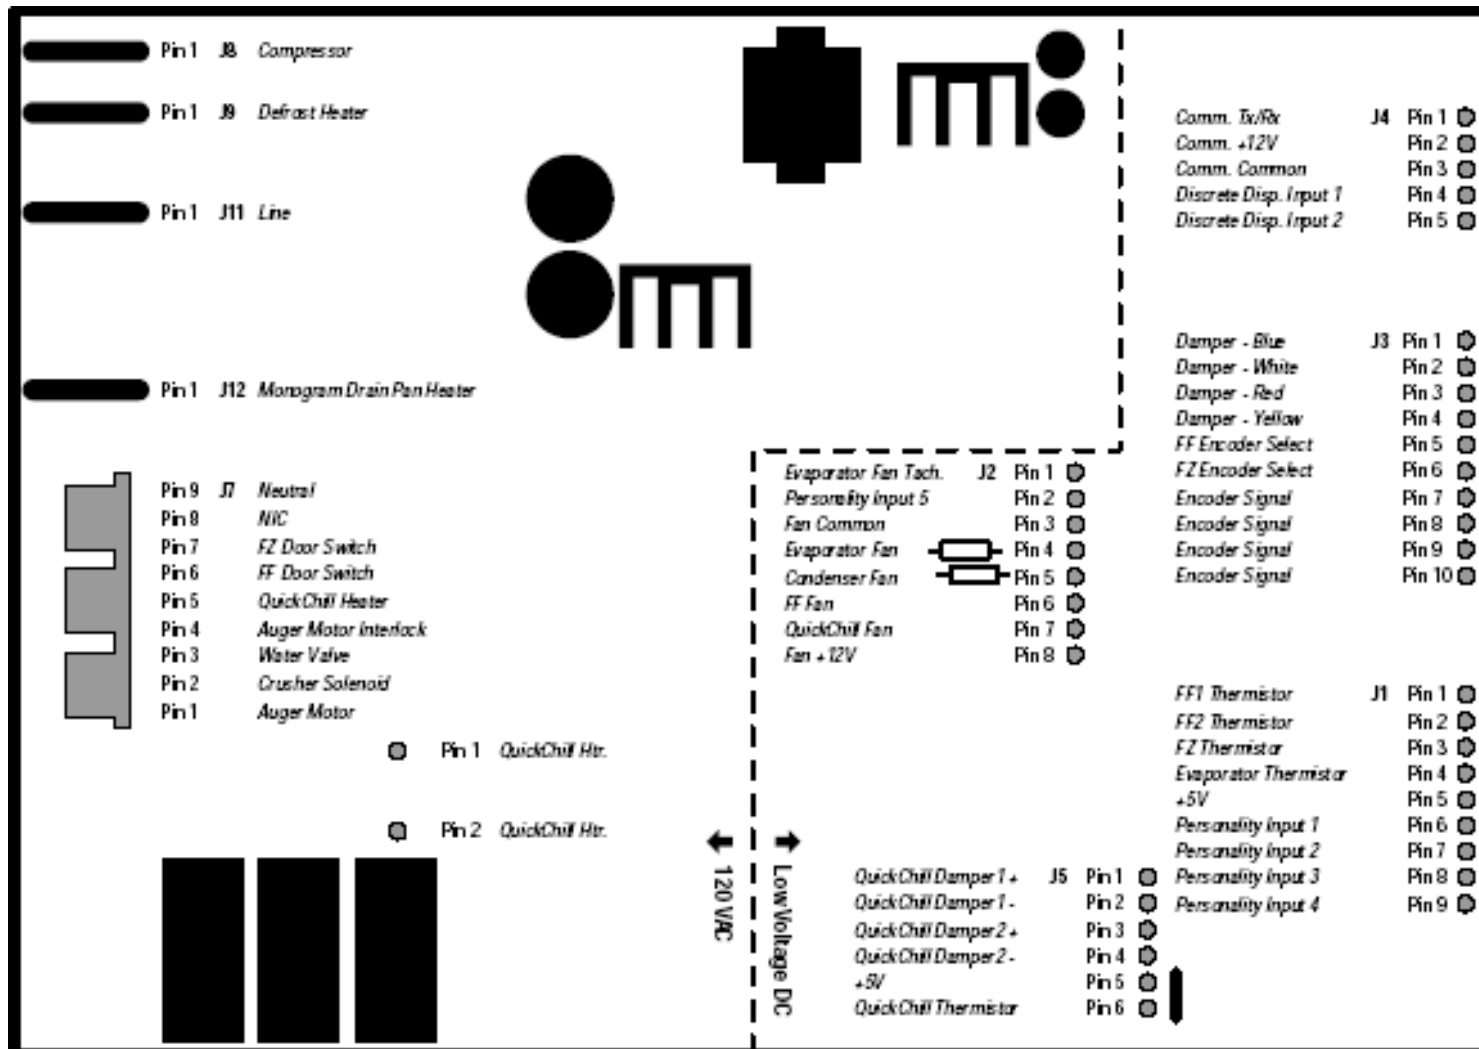 Pin 1 J8 Compressor
Pin 1 J9 Defrost Heater
Pin 1 J11 Line
Pin 1 J12 Monogram Drain Pan Heater
Pin 9 J7 Neutral
Pin 8 N/C
Pin 7 FZ Door Switch
Pin 6 FF Door Switch
Pin 5 QuickChill Heater
Pin 4 Auger Motor Interlock
Pin 3 Water Valve
Pin 2 Crusher Solenoid
Pin 1 Auger Motor
Pin 1 QuickChill Htr.
Pin 2 QuickChill Htr.
120 VAC
Low Voltage DC
Evaporator Fan Tach. J2 Pin 1
Personality Input 5 Pin 2
Fan Common Pin 3
Evaporator Fan Pin 4
Condenser Fan Pin 5
FF Fan Pin 6
QuickChill Fan Pin 7
Fan +12V Pin 8
QuickChill Damper 1 + J5 Pin 1
QuickChill Damper 1 - Pin 2
QuickChill Damper 2 + Pin 3
QuickChill Damper 2 - Pin 4
+5V Pin 5
QuickChill Thermistor Pin 6
Comm. Tx/Rx J4 Pin 1
Comm. +12V Pin 2
Comm. Common Pin 3
Discrete Disp. Input 1 Pin 4
Discrete Disp. Input 2 Pin 5
Damper - Blue J3 Pin 1
Damper - White Pin 2
Damper - Red Pin 3
Damper - Yellow Pin 4
FF Encoder Select Pin 5
FZ Encoder Select Pin 6
Encoder Signal Pin 7
Encoder Signal Pin 8
Encoder Signal Pin 9
Encoder Signal Pin 10
FF1 Thermistor J1 Pin 1
FF2 Thermistor Pin 2
FZ Thermistor Pin 3
Evaporator Thermistor Pin 4
+5V Pin 5
Personality Input 1 Pin 6
Personality Input 2 Pin 7
Personality Input 3 Pin 8
Personality Input 4 Pin 9